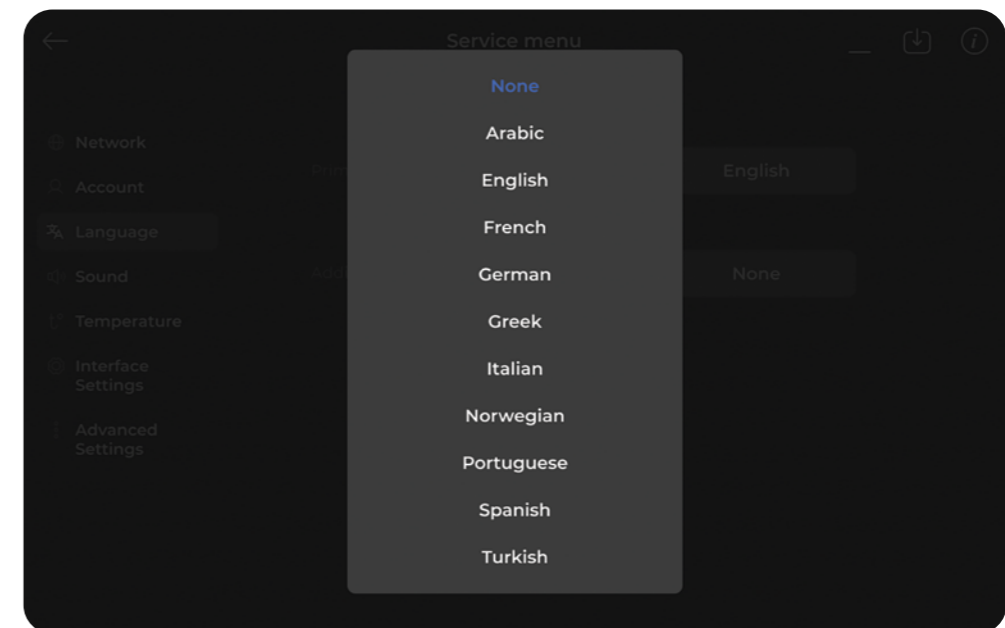 Service menu
Network
Account
Language
Sound
Temperature
Interface
Settings
Advanced
Settings
English
None
None
Arabic
English
French
German
Greek
Italian
Norwegian
Portuguese
Spanish
Turkish